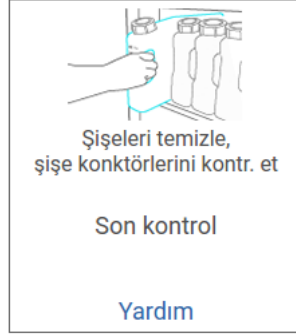 Şişeleri temizle,
şişe konktörlerini kontr. et
Son kontrol
Yardım